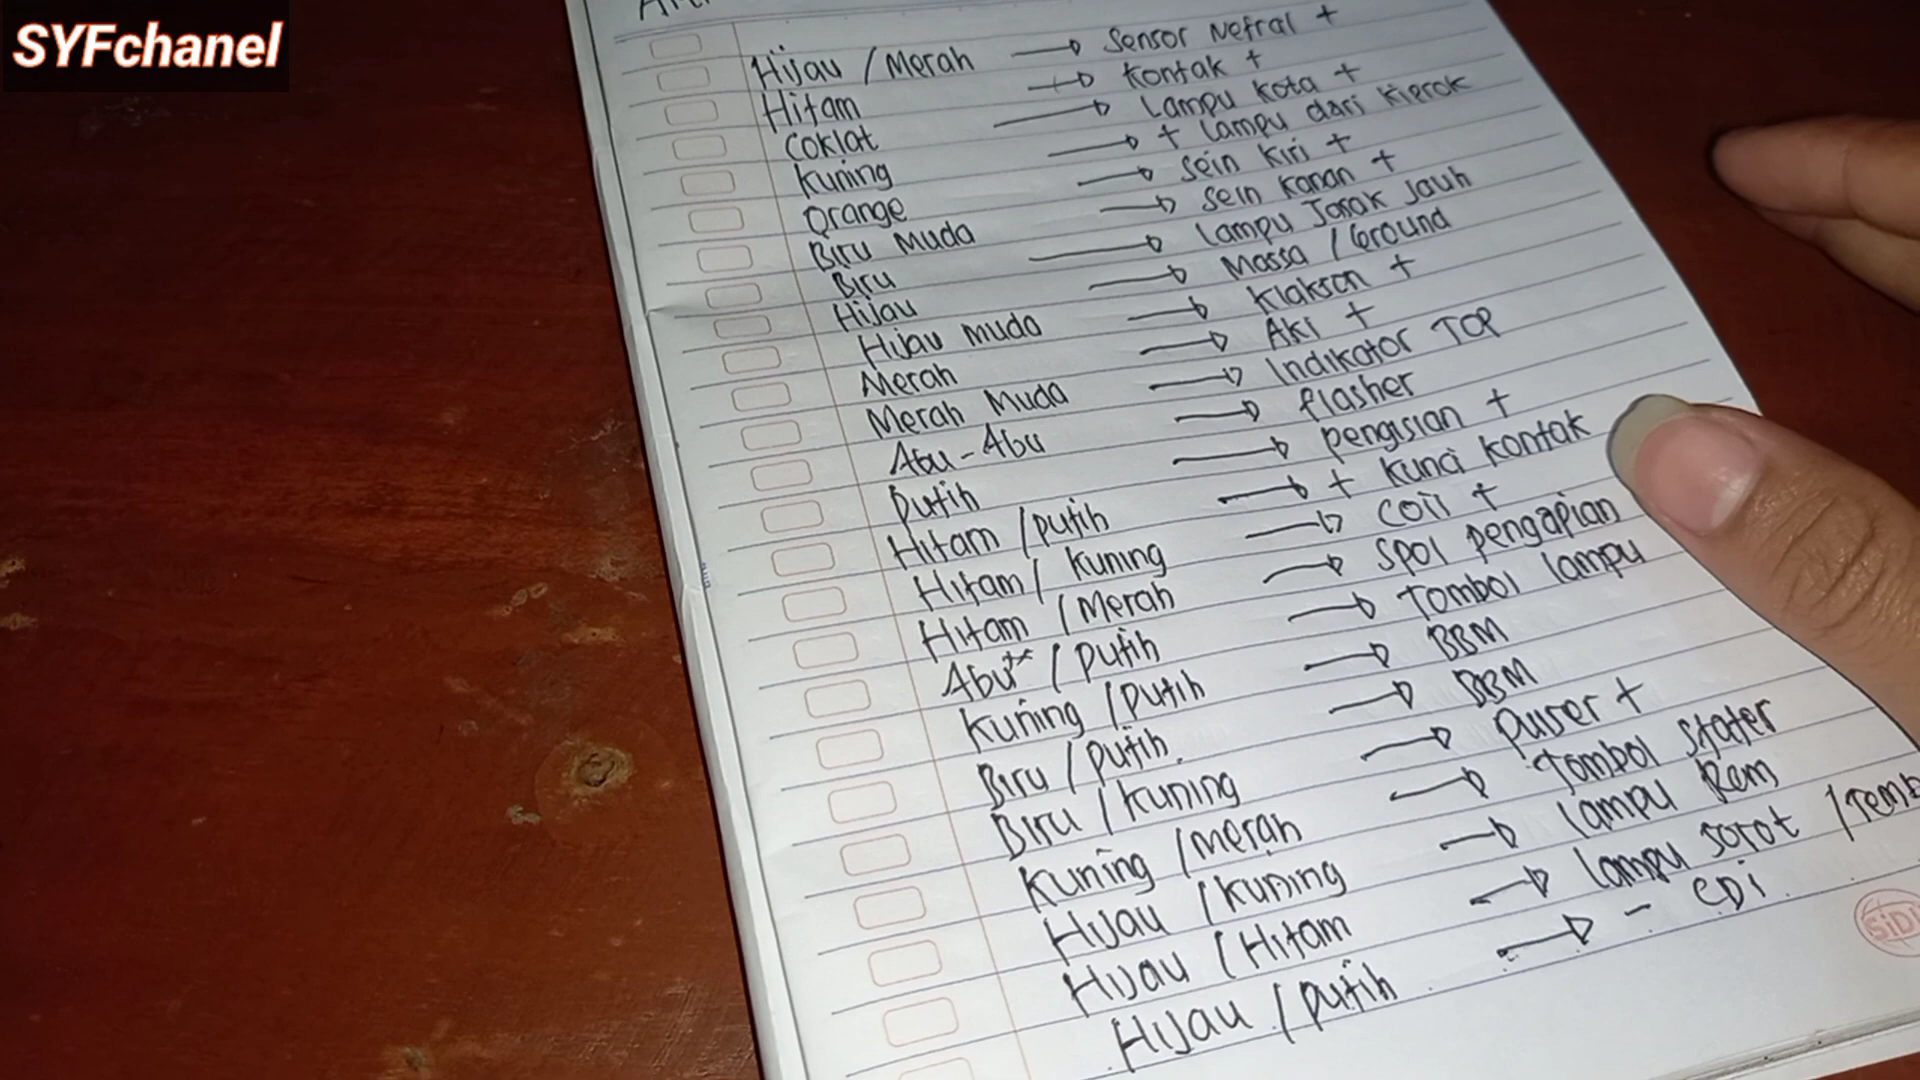 SYFchanel
Hijau / Merah → Sensor Netral +
Hitam → Kontak +
Coklat → Lampu kota +
Kuning → + Lampu dari kiprok
Orange → Sein kiri +
Biru Muda → Sein kanan +
Biru → Lampu Jarak Jauh
Hijau → Massa / Ground
Hijau muda → Klakson +
Merah → Aki +
Merah Muda → Indikator TOP
Abu-Abu → flasher
Putih → pengisian +
Hitam / putih → + kunci kontak
Hitam / kuning → coil +
Hitam / Merah → Spol pengapian
Abu" / putih → Tombol lampu
Kuning / putih → BBM
Biru / putih → BBM
Biru / kuning → Pulser +
Kuning / merah → Tombol Stater
Hijau / kuning → Lampu Rem
Hijau / Hitam → Lampu Sorot / Temb
Hijau / putih → - CDI
SiDU